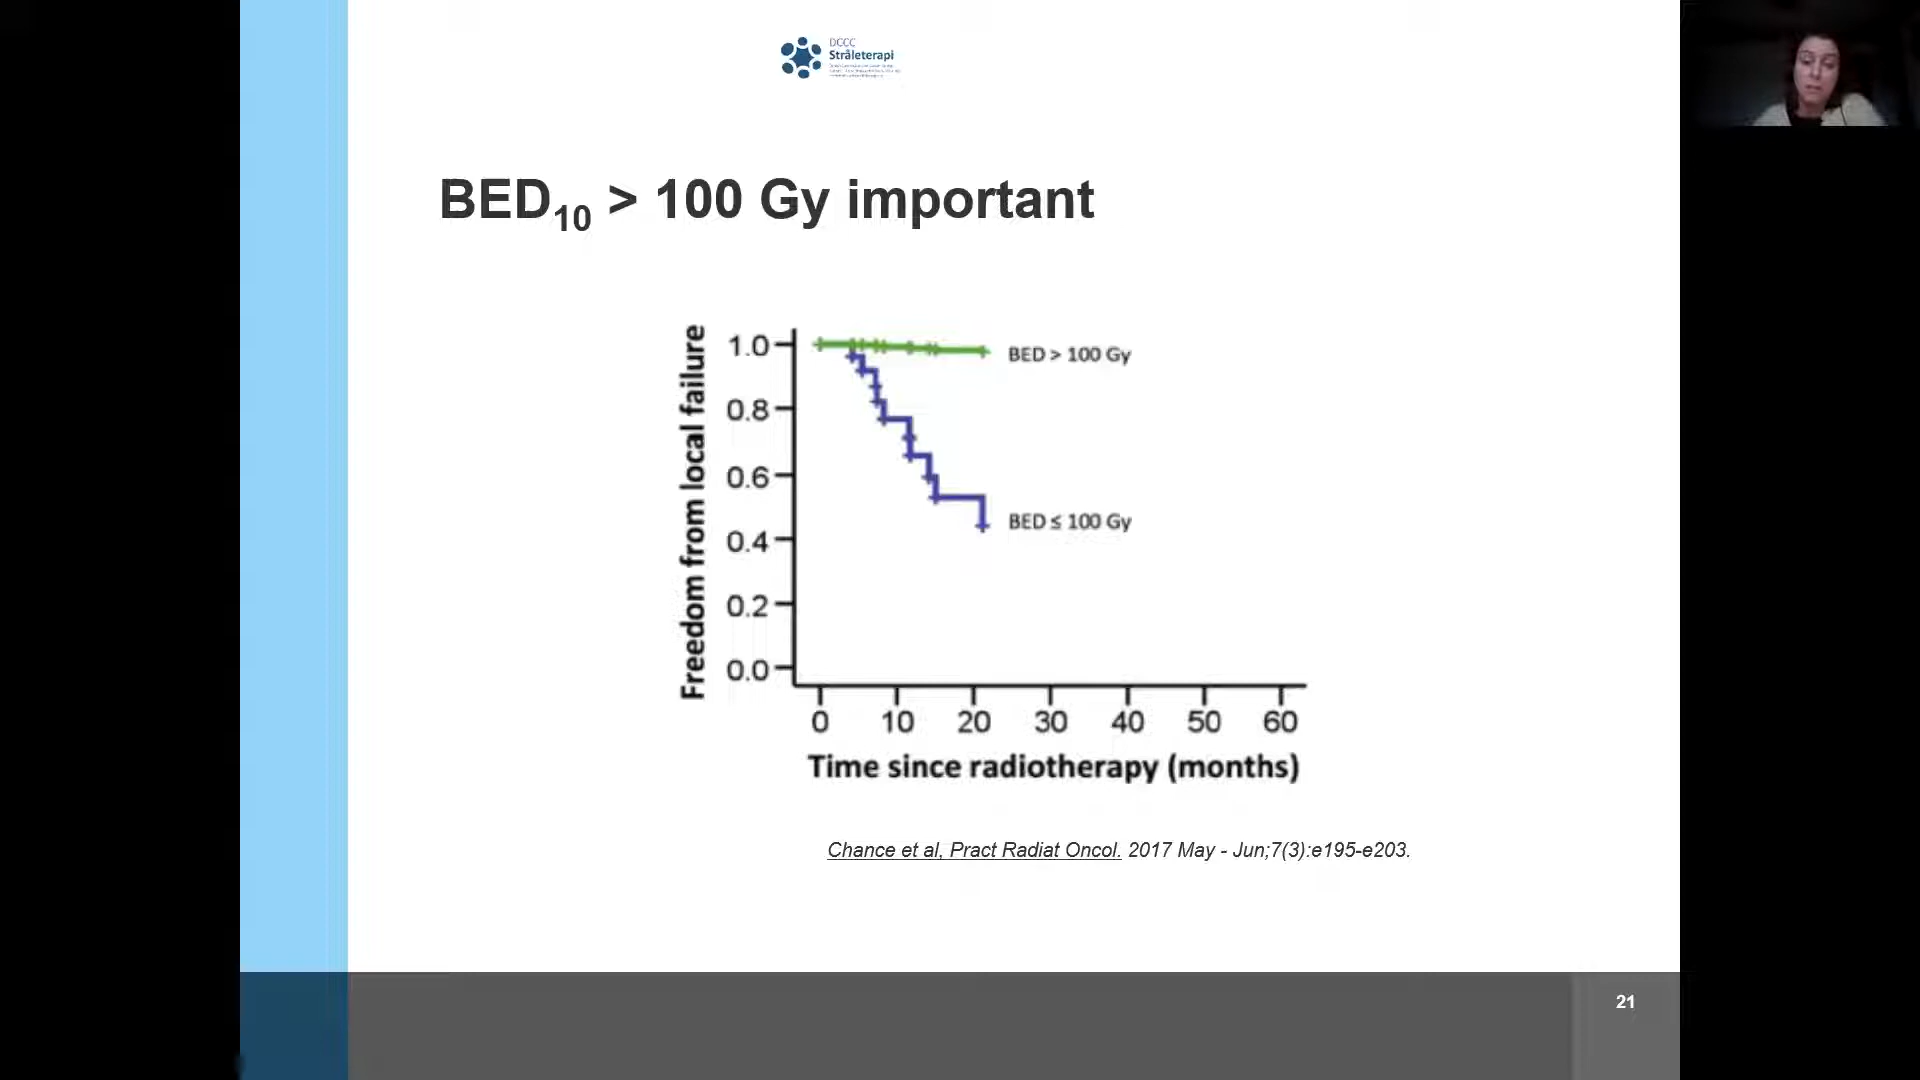 DCCC
Stråleterapi
BED10 > 100 Gy important
Freedom from local failure
1.0
0.8
0.6
0.4
0.2
0.0
BED > 100 Gy
BED ≤ 100 Gy
0 10 20 30 40 50 60
Time since radiotherapy (months)
Chance et al, Pract Radiat Oncol. 2017 May - Jun;7(3):e195-e203.
21